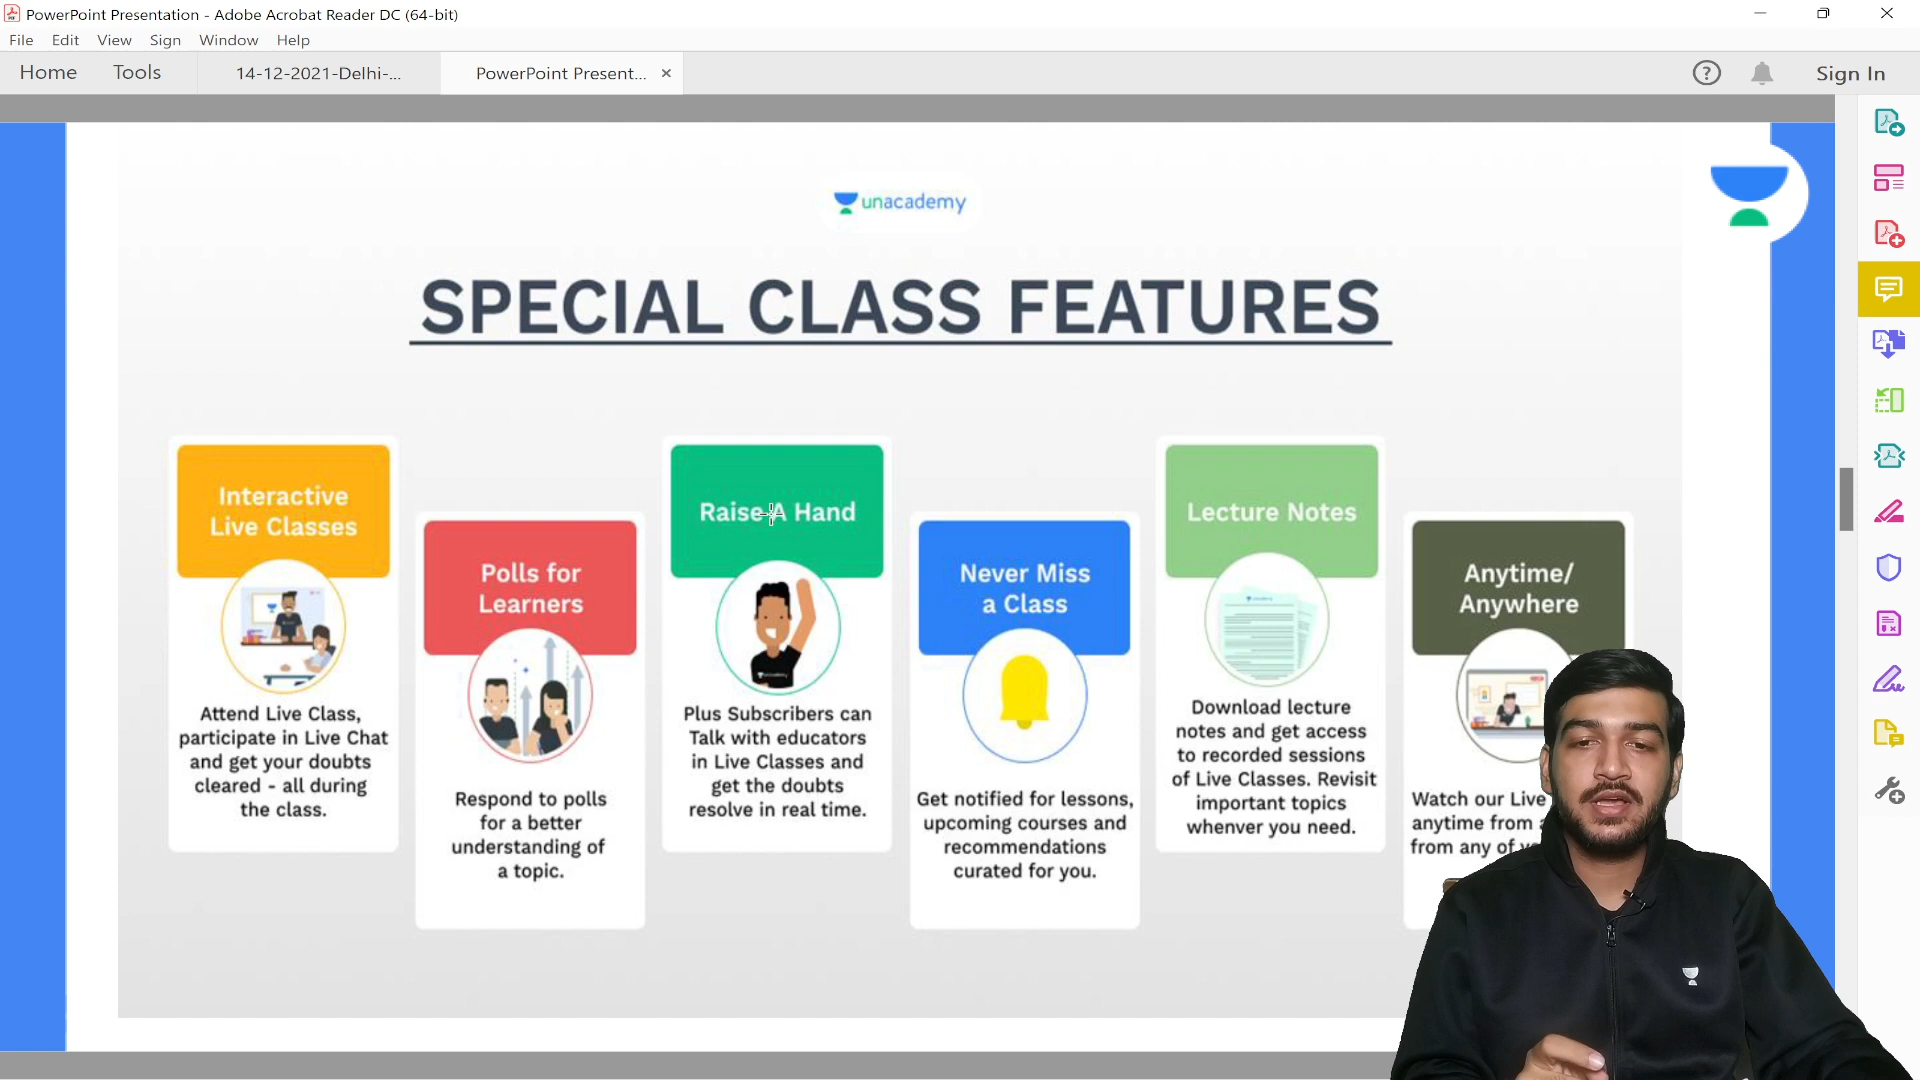 PowerPoint Presentation - Adobe Acrobat Reader DC (64-bit)
File Edit View Sign Window Help
Home Tools 14-12-2021-Delhi-... PowerPoint Present... Sign In
unacademy
SPECIAL CLASS FEATURES
Interactive
Live Classes
Attend Live Class,
participate in Live Chat
and get your doubts
cleared - all during
the class.
Polls for
Learners
Respond to polls
for a better
understanding of
a topic.
Raise A Hand
Plus Subscribers can
Talk with educators
in Live Classes and
get the doubts
resolve in real time.
Never Miss
a Class
Get notified for lessons,
upcoming courses and
recommendations
curated for you.
Lecture Notes
Download lecture
notes and get access
to recorded sessions
of Live Classes. Revisit
important topics
whenver you need.
Anytime/
Anywhere
Watch our Live
anytime from
from any of